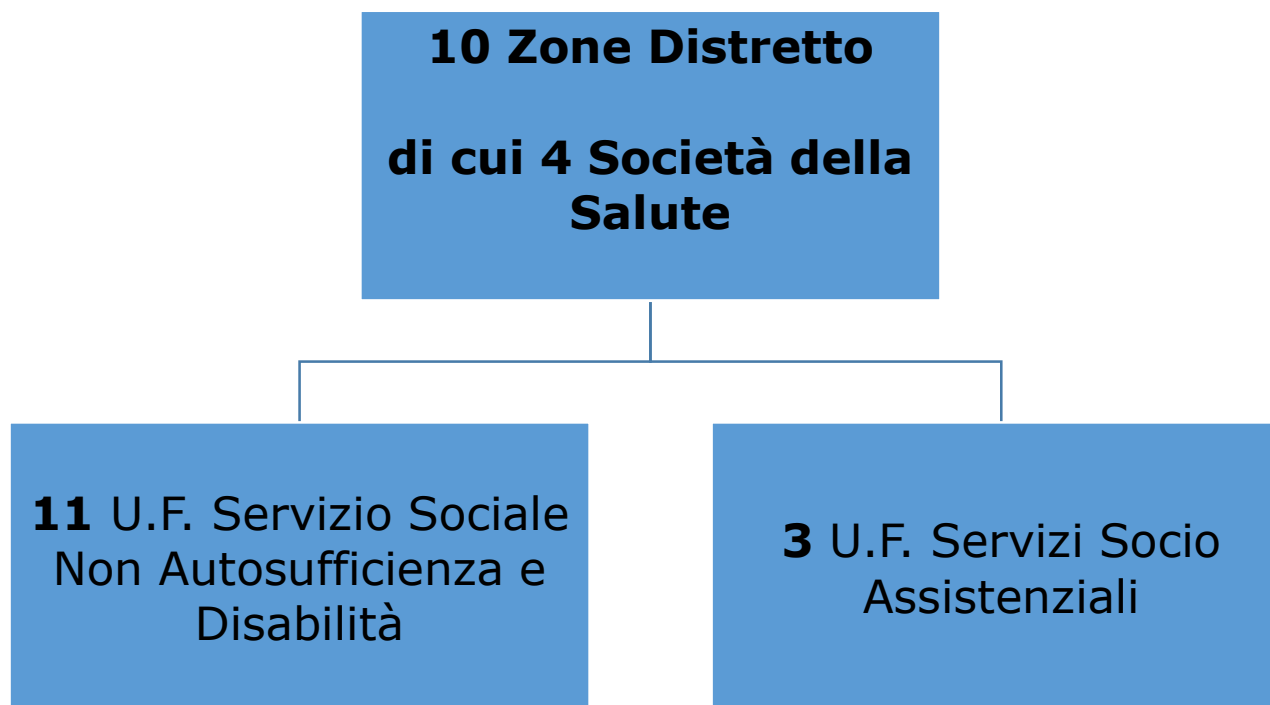 10 Zone Distretto
di cui 4 Società della
Salute
11 U.F. Servizio Sociale
Non Autosufficienza e
Disabilità
3 U.F. Servizi Socio
Assistenziali